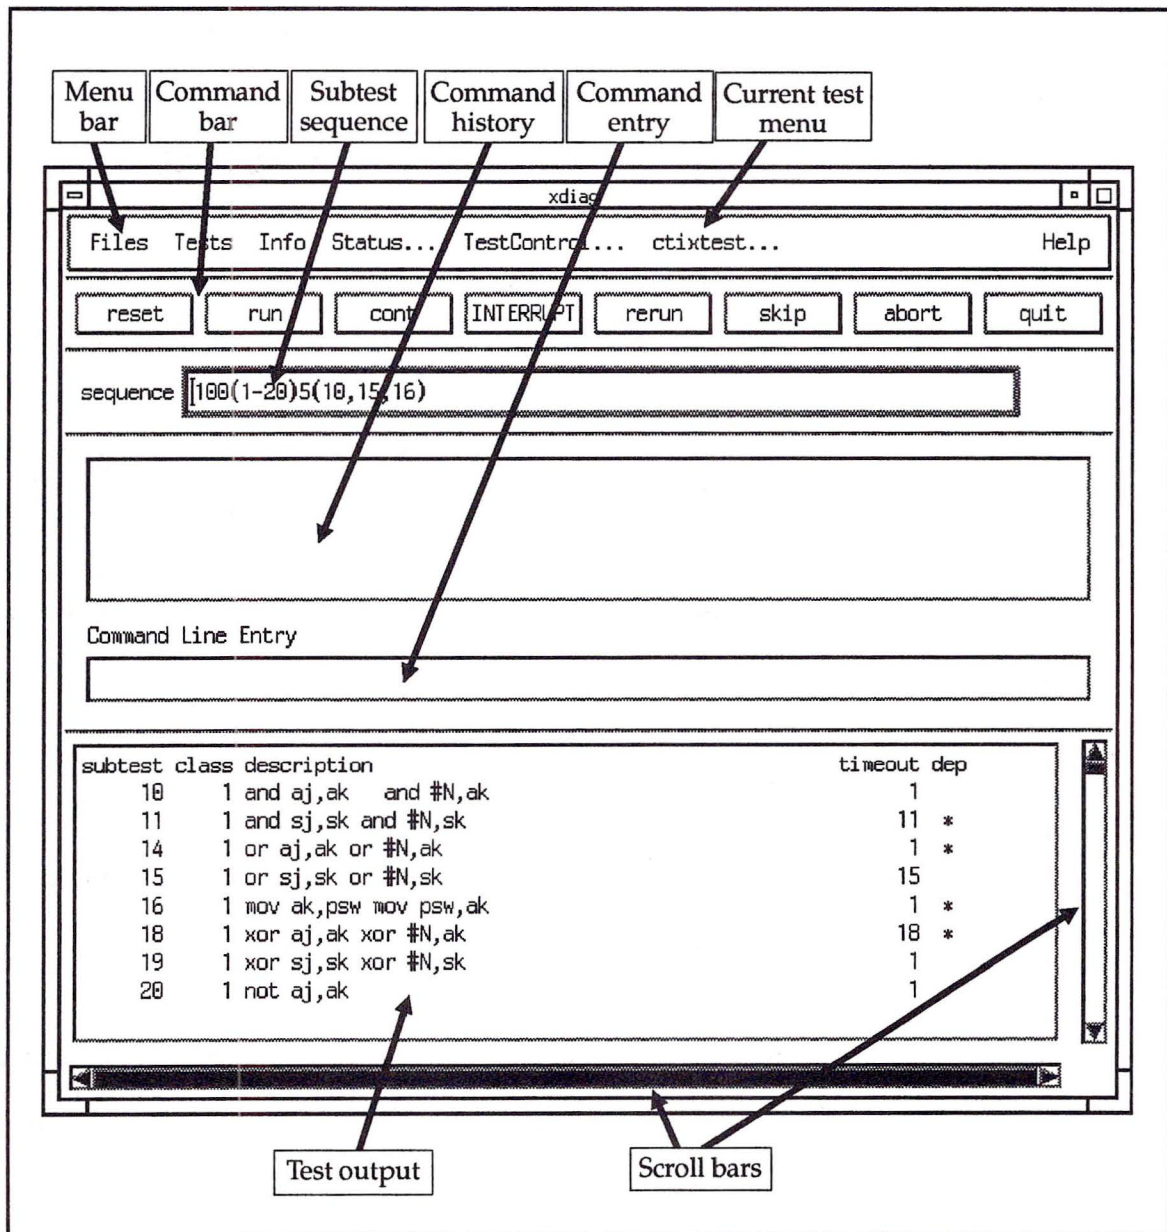 Menu bar
Command bar
Subtest sequence
Command history
Command entry
Current test menu
xdiag
Files Tests Info Status... TestControl... ctixtest... Help
reset run cont INTERRUPT rerun skip abort quit
sequence 100(1-20)5(10,15,16)
Command Line Entry
subtest class description timeout dep
10 1 and aj,ak and #N,ak 1
11 1 and sj,sk and #N,sk 11 *
14 1 or aj,ak or #N,ak 1 *
15 1 or sj,sk or #N,sk 15
16 1 mov ak,psw mov psw,ak 1 *
18 1 xor aj,ak xor #N,ak 18 *
19 1 xor sj,sk xor #N,sk 1
20 1 not aj,ak 1
Test output
Scroll bars